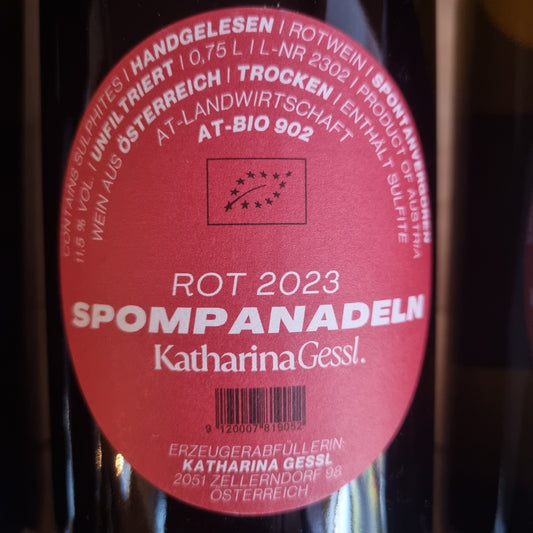 CONTAINS SULPHITES | HANDGELESEN | ROTWEIN | SPONTANVERGOREN
11,5 % VOL. | UNFILTRIERT | 0,75 L | L-NR 2302 | PRODUCT OF AUSTRIA
WEIN AUS ÖSTERREICH | TROCKEN | ENTHÄLT SULFITE
AT-LANDWIRTSCHAFT
AT-BIO 902
ROT 2023
SPOMPANADELN
Katharina Gessl.
9 120007 819052
ERZEUGERABFÜLLERIN:
KATHARINA GESSL
2051 ZELLERNDORF 98
ÖSTERREICH